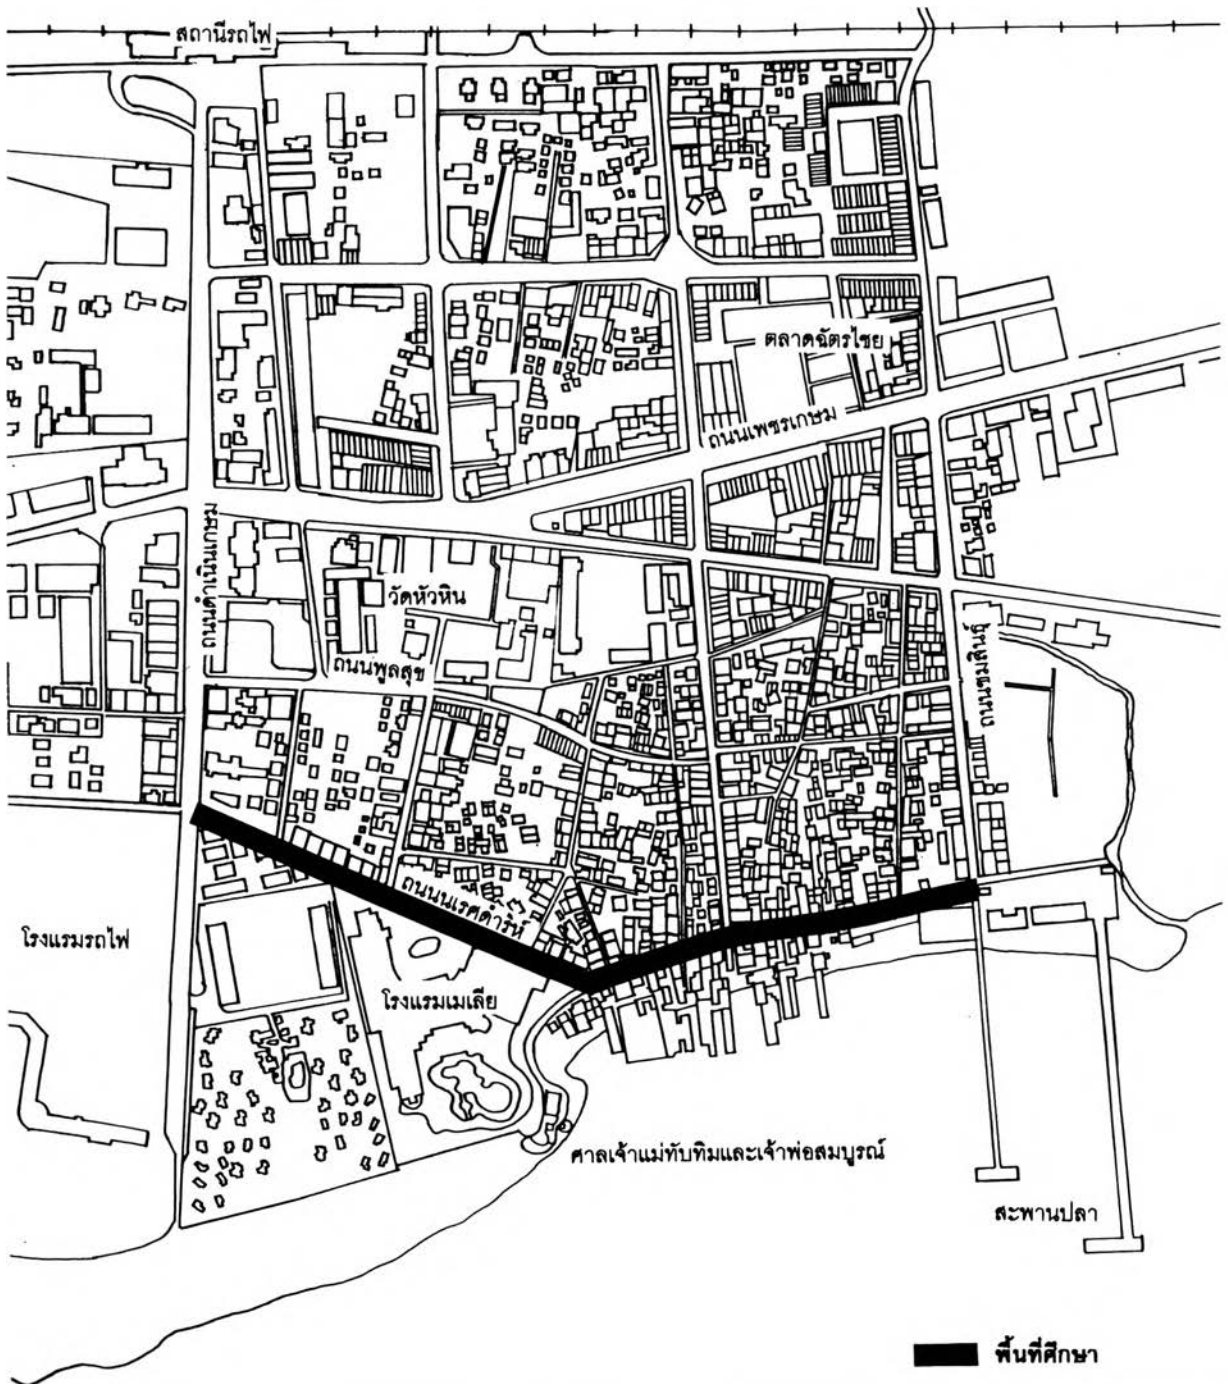 สถานีรถไฟ
ตลาดฉัตรไชย
ถนนเพชรเกษม
ถนนดำเนินเกษม
วัดหัวหิน
ถนนพูลสุข
ถนนชมสินธุ์
ถนนนเรศดาริห์
โรงแรมรถไฟ
โรงแรมเมเลีย
ศาลเจ้าแม่ทับทิมและเจ้าพ่อสมบูรณ์
สะพานปลา
พื้นที่ศึกษา